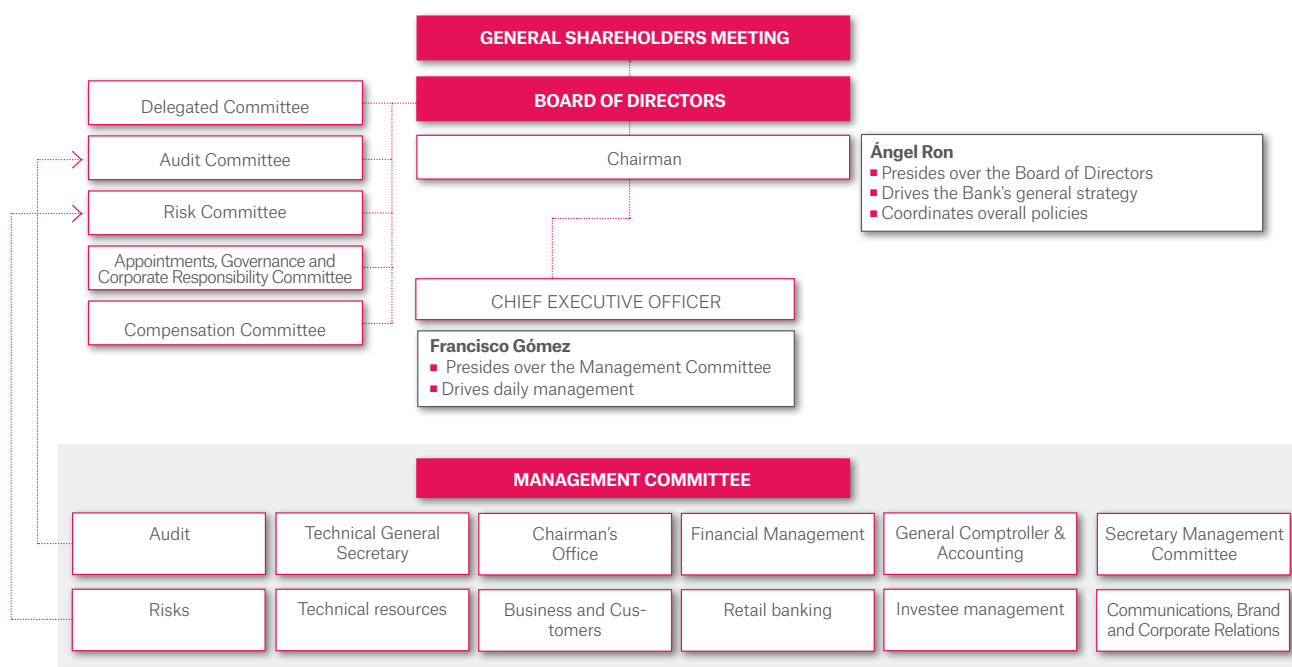 GENERAL SHAREHOLDERS MEETING
BOARD OF DIRECTORS
Delegated Committee
Audit Committee
Risk Committee
Appointments, Governance and
Corporate Responsibility Committee
Compensation Committee
Chairman
Ángel Ron
■ Presides over the Board of Directors
■ Drives the Bank's general strategy
■ Coordinates overall policies
CHIEF EXECUTIVE OFFICER
Francisco Gómez
■ Presides over the Management Committee
■ Drives daily management
MANAGEMENT COMMITTEE
Audit
Technical General
Secretary
Chairman's
Office
Financial Management
General Comptroller &
Accounting
Secretary Management
Committee
Risks
Technical resources
Business and Cus-
tomers
Retail banking
Investee management
Communications, Brand
and Corporate Relations